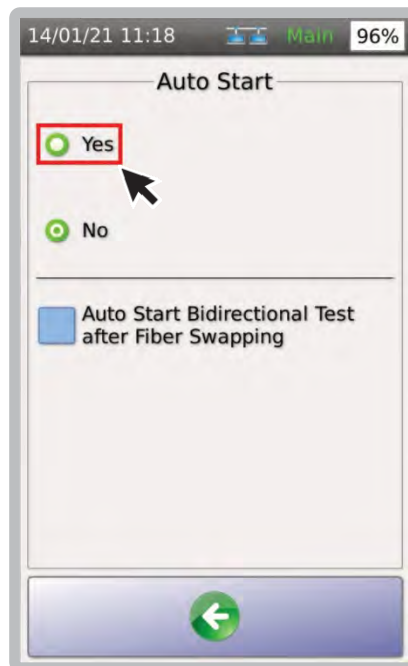 14/01/21 11:18 Main 96%
Auto Start
Yes
No
Auto Start Bidirectional Test
after Fiber Swapping